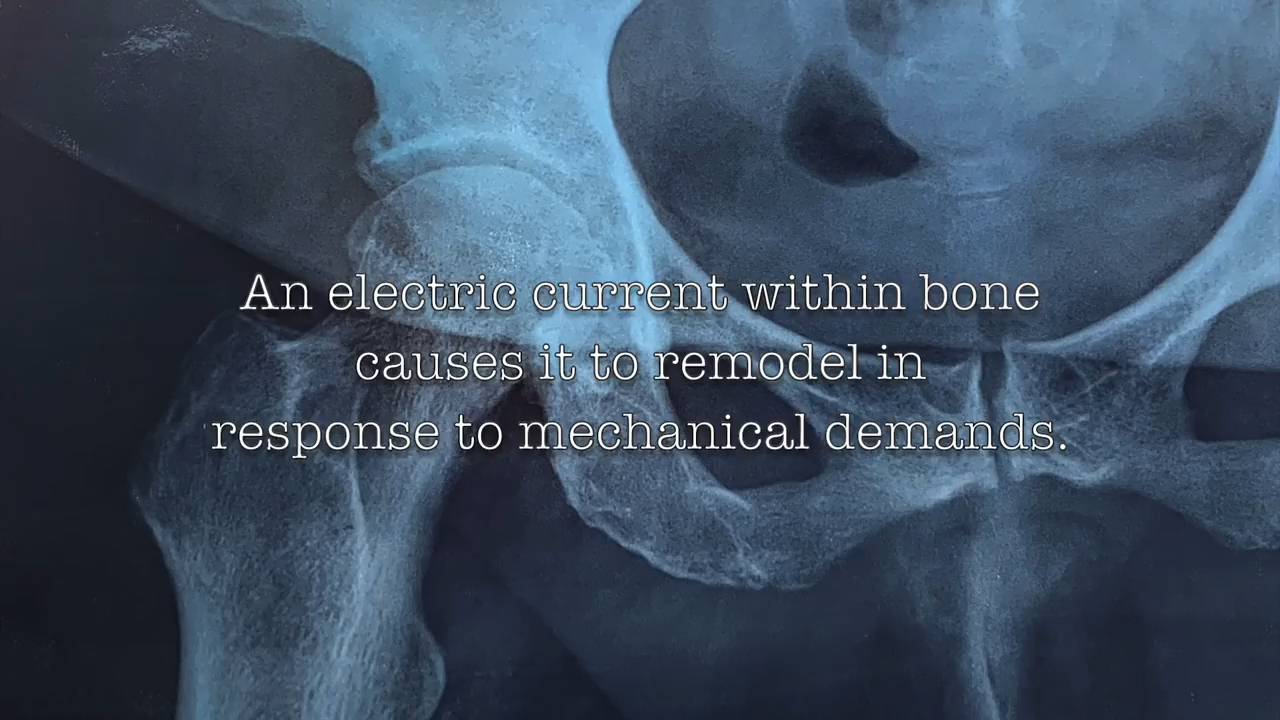 An electric current within bone
causes it to remodel in
response to mechanical demands.